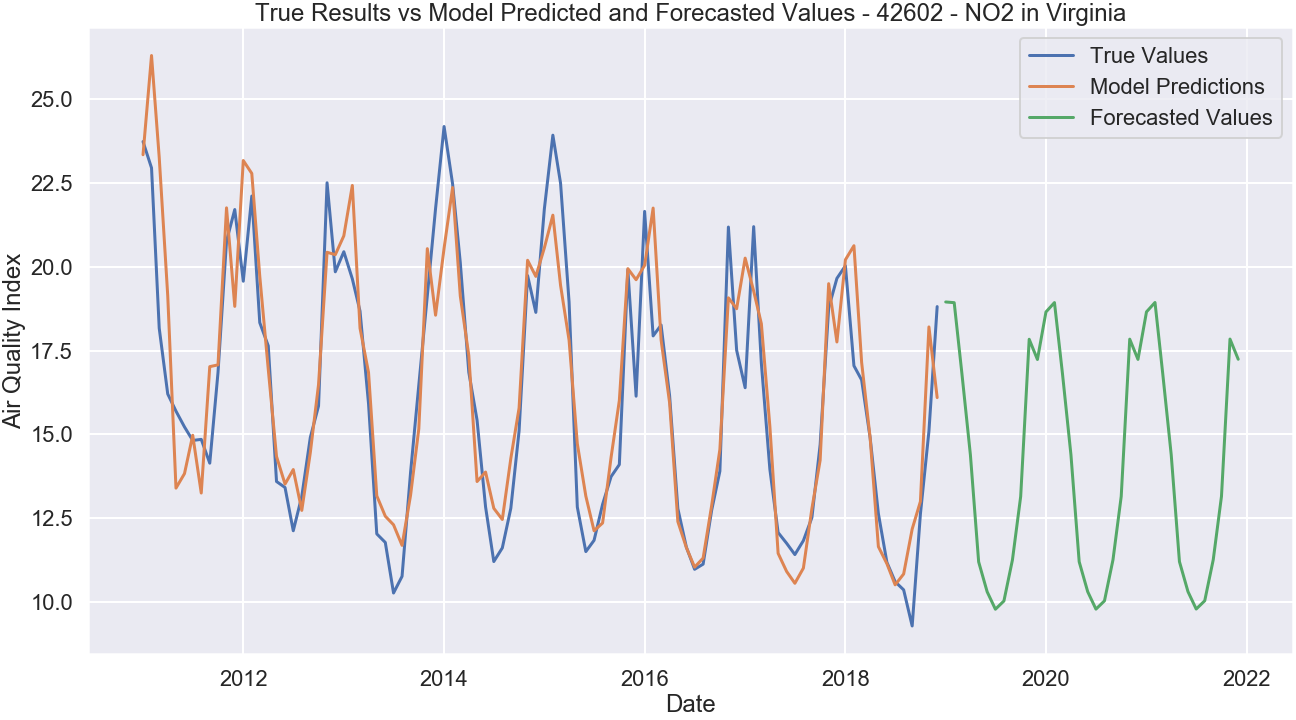 True Results vs Model Predicted and Forecasted Values - 42602 - NO2 in Virginia
True Values
Model Predictions
Forecasted Values
Air Quality Index
25.0
22.5
20.0
17.5
15.0
12.5
10.0
2012 2014 2016 2018 2020 2022
Date